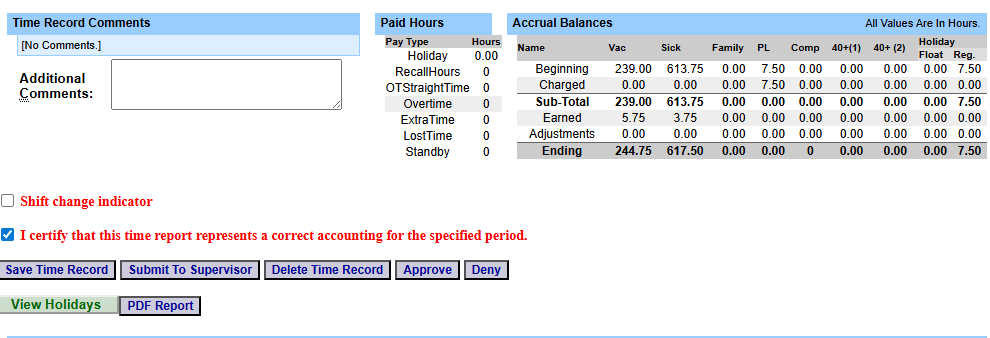 Time Record Comments
[No Comments.]
Additional
Comments:
Paid Hours
Pay Type Hours
Holiday 0.00
RecallHours 0
OTStraightTime 0
Overtime 0
ExtraTime 0
LostTime 0
Standby 0
Accrual Balances All Values Are In Hours.
Name Vac Sick Family PL Comp 40+(1) 40+ (2) Holiday
Float Reg.
Beginning 239.00 613.75 0.00 7.50 0.00 0.00 0.00 0.00 7.50
Charged 0.00 0.00 0.00 7.50 0.00 0.00 0.00 0.00 0.00
Sub-Total 239.00 613.75 0.00 0.00 0.00 0.00 0.00 0.00 7.50
Earned 5.75 3.75 0.00 0.00 0.00 0.00 0.00 0.00 0.00
Adjustments 0.00 0.00 0.00 0.00 0.00 0.00 0.00 0.00 0.00
Ending 244.75 617.50 0.00 0.00 0 0.00 0.00 0.00 7.50
Shift change indicator
I certify that this time report represents a correct accounting for the specified period.
Save Time Record Submit To Supervisor Delete Time Record Approve Deny
View Holidays PDF Report